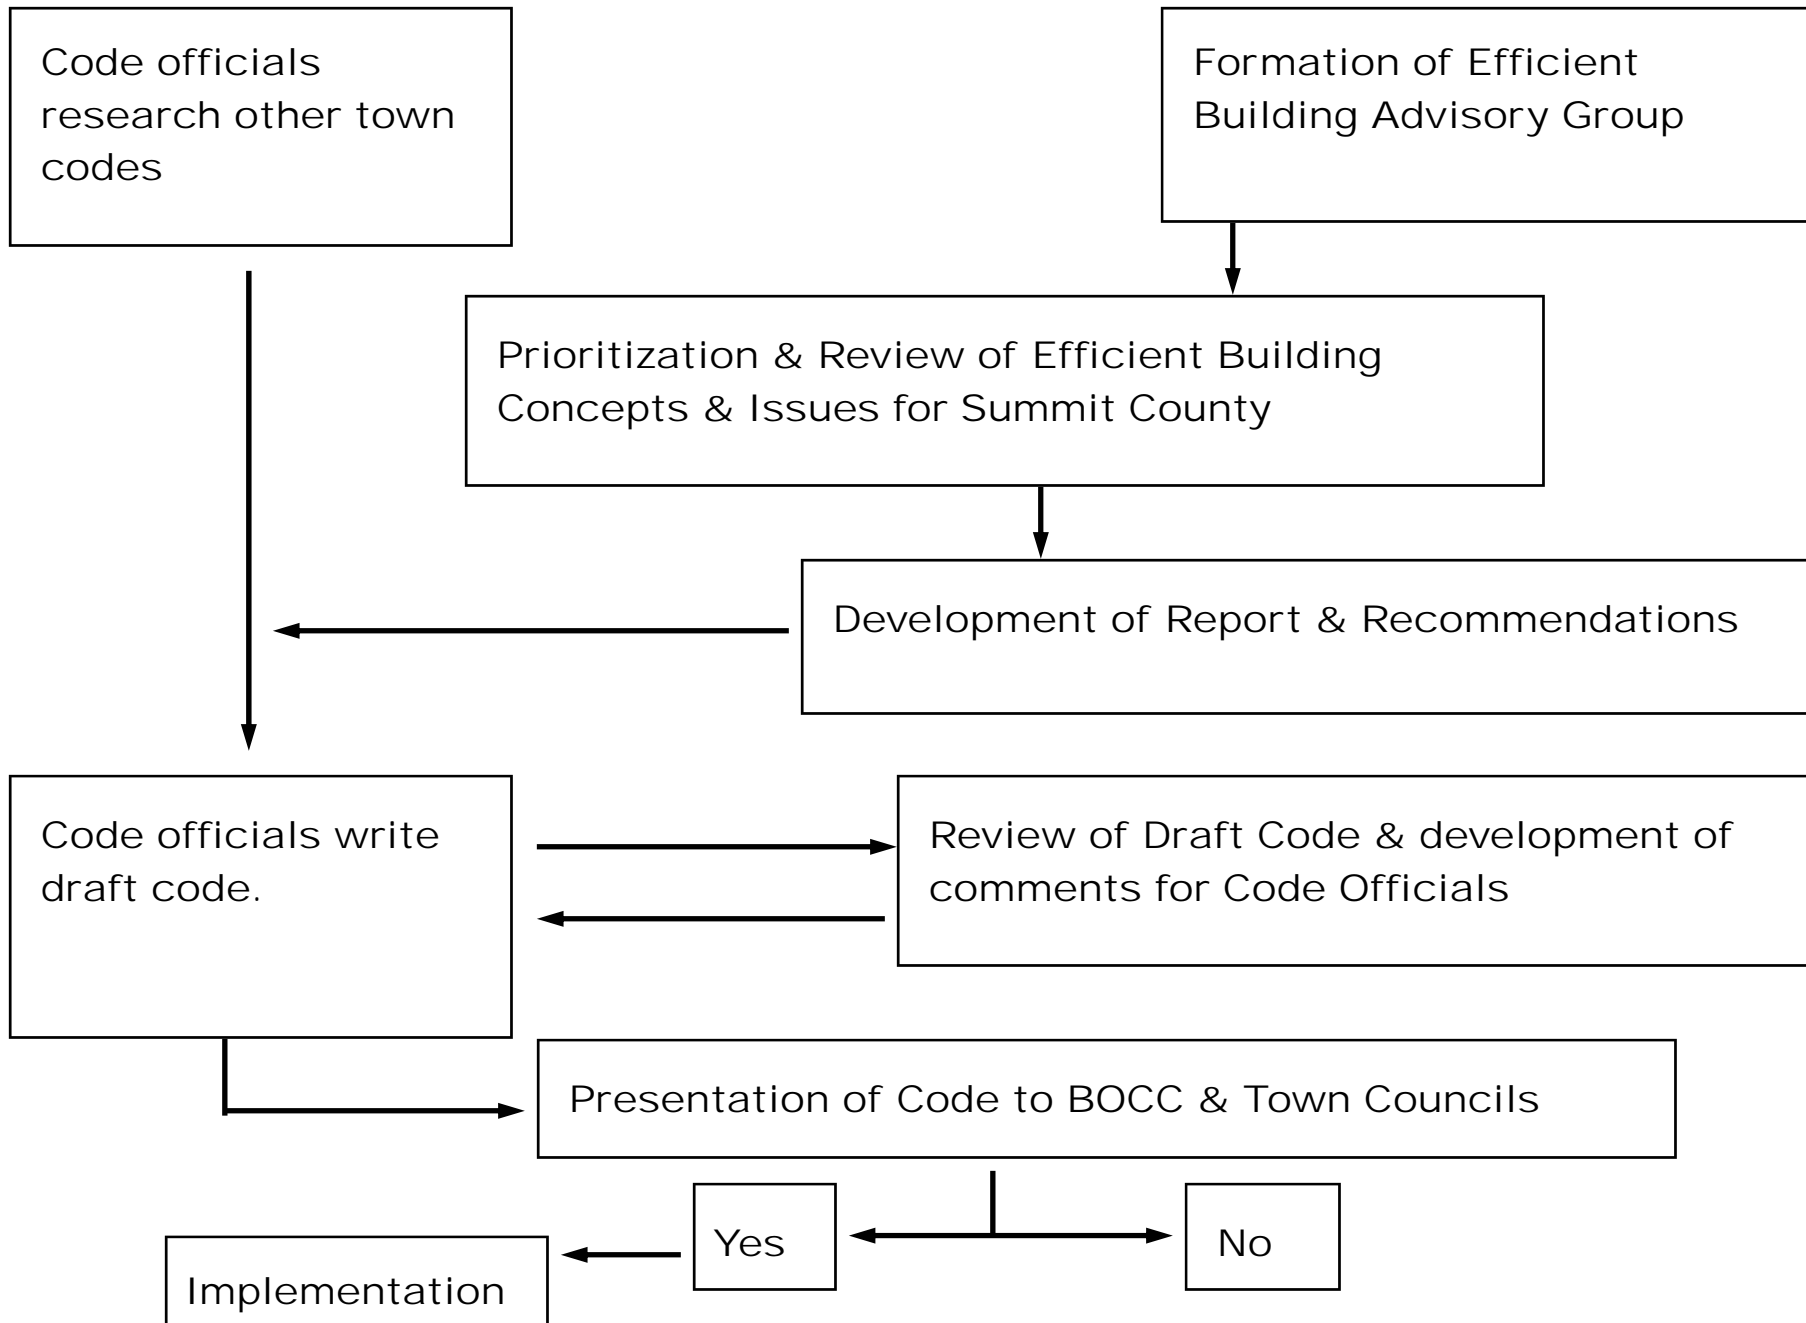 Code officials
research other town
codes
Formation of Efficient
Building Advisory Group
Prioritization & Review of Efficient Building
Concepts & Issues for Summit County
Development of Report & Recommendations
Code officials write
draft code.
Review of Draft Code & development of
comments for Code Officials
Presentation of Code to BOCC & Town Councils
Yes
No
Implementation